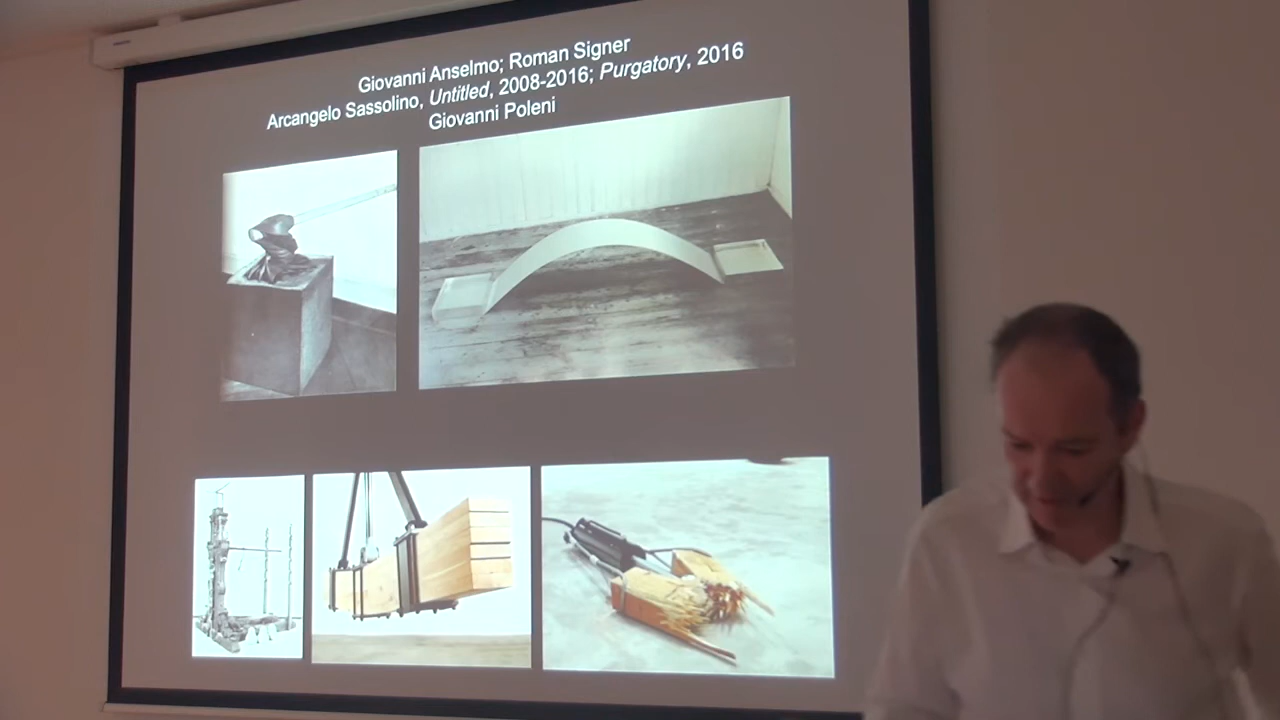 Giovanni Anselmo; Roman Signer
Arcangelo Sassolino, Untitled, 2008-2016; Purgatory, 2016
Giovanni Poleni